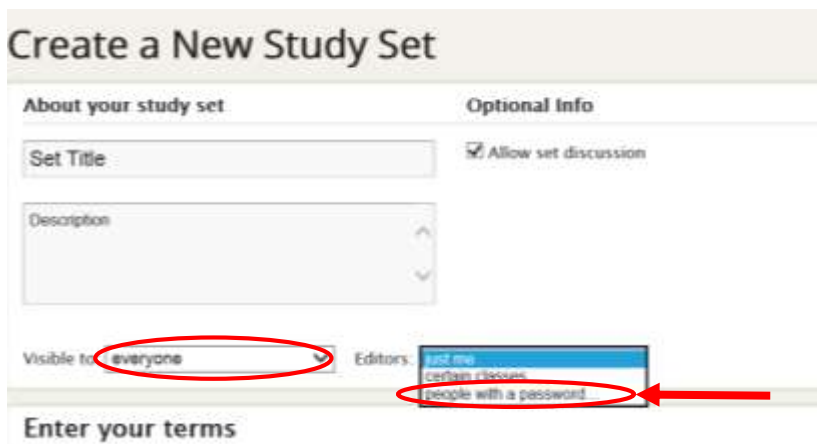 Create a New Study Set
About your study set
Optional Info
Set Title
Allow set discussion
Description
Visible to everyone
Editors: just me
certain classes...
people with a password...
Enter your terms